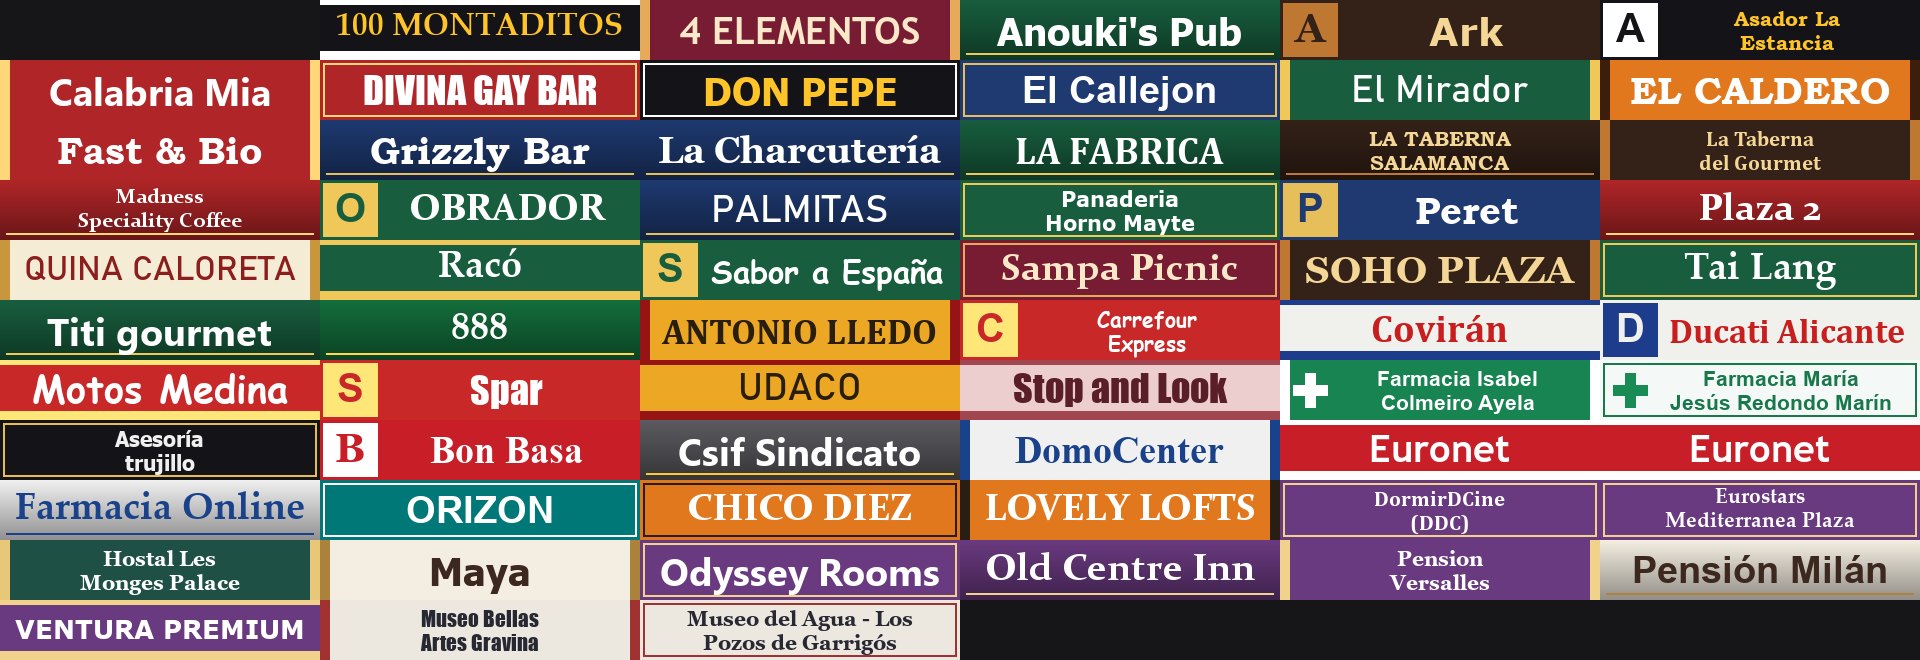 100 MONTADITOS
4 ELEMENTOS
Anouki's Pub
A
Ark
A
Asador La
Estancia
Calabria Mia
DIVINA GAY BAR
DON PEPE
El Callejon
El Mirador
EL CALDERO
Fast & Bio
Grizzly Bar
La Charcutería
LA FABRICA
LA TABERNA
SALAMANCA
La Taberna
del Gourmet
Madness
Speciality Coffee
O
OBRADOR
PALMITAS
Panaderia
Horno Mayte
P
Peret
Plaza 2
QUINA CALORETA
Racó
S
Sabor a España
Sampa Picnic
SOHO PLAZA
Tai Lang
Titi gourmet
888
ANTONIO LLEDO
C
Carrefour
Express
Covirán
D
Ducati Alicante
Motos Medina
S
Spar
UDACO
Stop and Look
Farmacia Isabel
Colmeiro Ayela
Farmacia María
Jesús Redondo Marín
Asesoría
trujillo
B
Bon Basa
Csif Sindicato
DomoCenter
Euronet
Euronet
Farmacia Online
ORIZON
CHICO DIEZ
LOVELY LOFTS
DormirDCine
(DDC)
Eurostars
Mediterranea Plaza
Hostal Les
Monges Palace
Maya
Odyssey Rooms
Old Centre Inn
Pension
Versalles
Pensión Milán
VENTURA PREMIUM
Museo Bellas
Artes Gravina
Museo del Agua - Los
Pozos de Garrigós